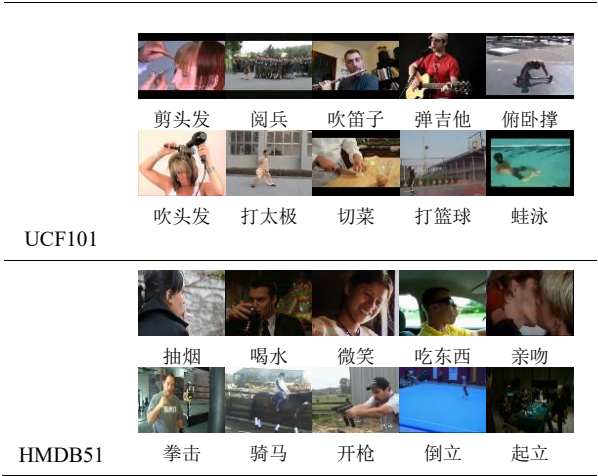 剪头发 阅兵 吹笛子 弹吉他 俯卧撑
吹头发 打太极 切菜 打篮球 蛙泳
UCF101
抽烟 喝水 微笑 吃东西 亲吻
拳击 骑马 开枪 倒立 起立
HMDB51